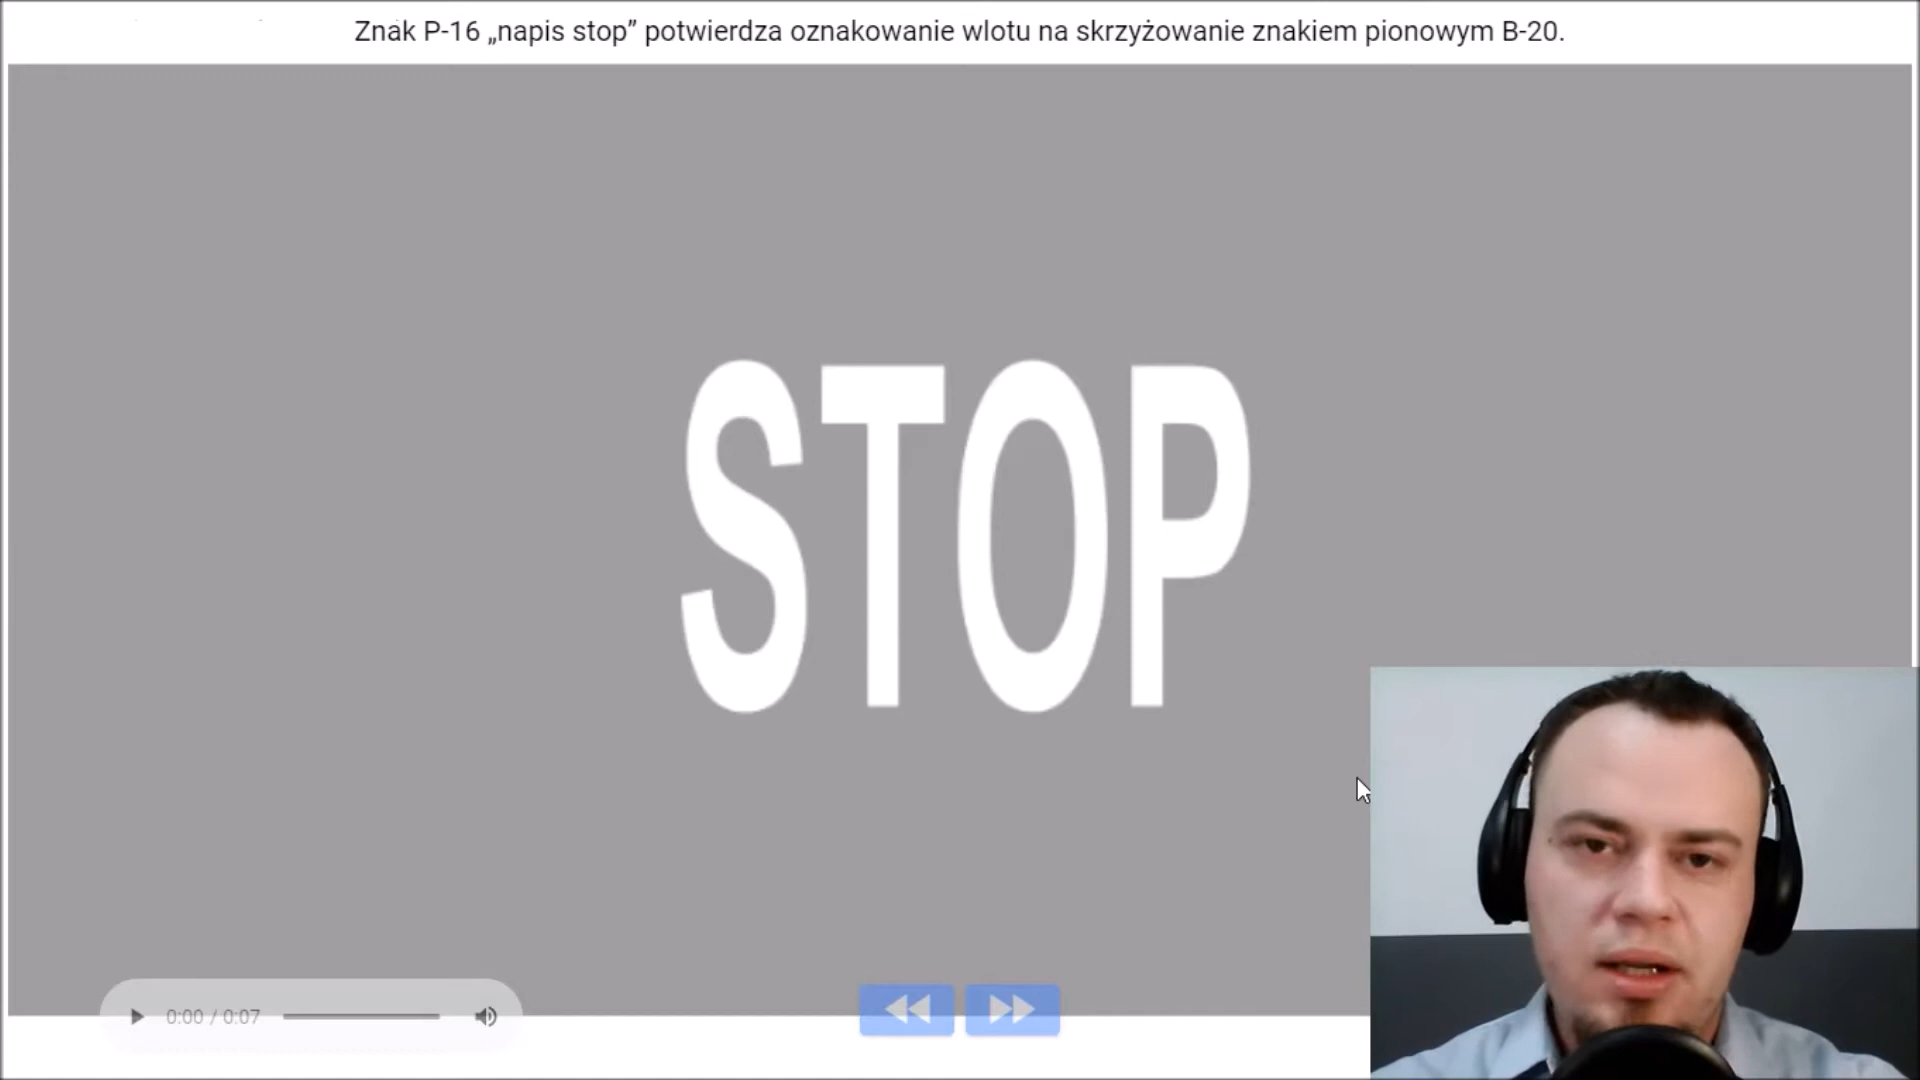 Znak P-16 „napis stop” potwierdza oznakowanie wlotu na skrzyżowanie znakiem pionowym B-20.
STOP
0:00 / 0:07